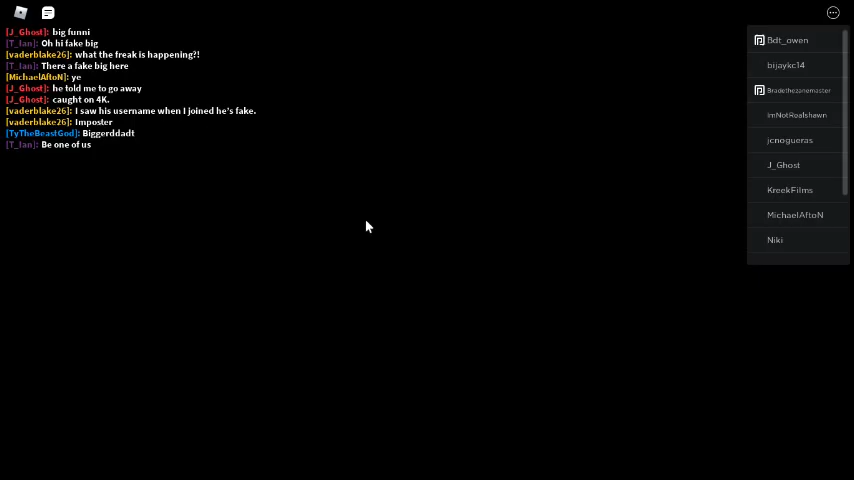 [J_Ghost]: big funni
[T_Ian]: Oh hi fake big
[vaderblake26]: what the freak is happening?!
[T_Ian]: There a fake big here
[MichaelAftoN]: ye
[J_Ghost]: he told me to go away
[J_Ghost]: caught on 4K.
[vaderblake26]: I saw his username when I joined he's fake.
[vaderblake26]: Imposter
[TyTheBeastGod]: Biggerddadt
[T_Ian]: Be one of us
Bdt_owen
bijaykc14
Bradethezanemaster
ImNotRealshawn
jcnogueras
J_Ghost
KreekFilms
MichaelAftoN
Niki